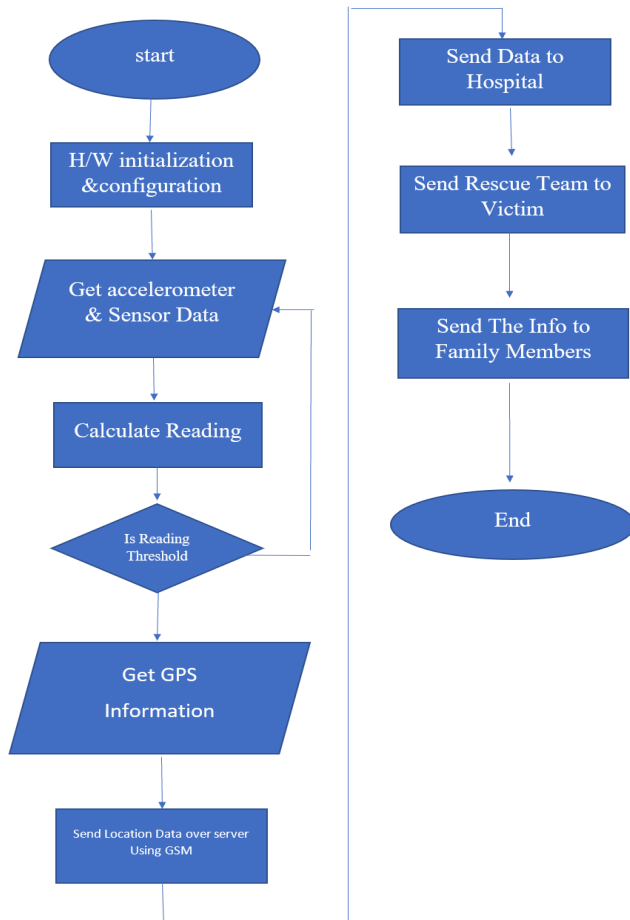 start
H/W initialization
&configuration
Get accelerometer
& Sensor Data
Calculate Reading
Is Reading
Threshold
Get GPS
Information
Send Location Data over server
Using GSM
Send Data to
Hospital
Send Rescue Team to
Victim
Send The Info to
Family Members
End